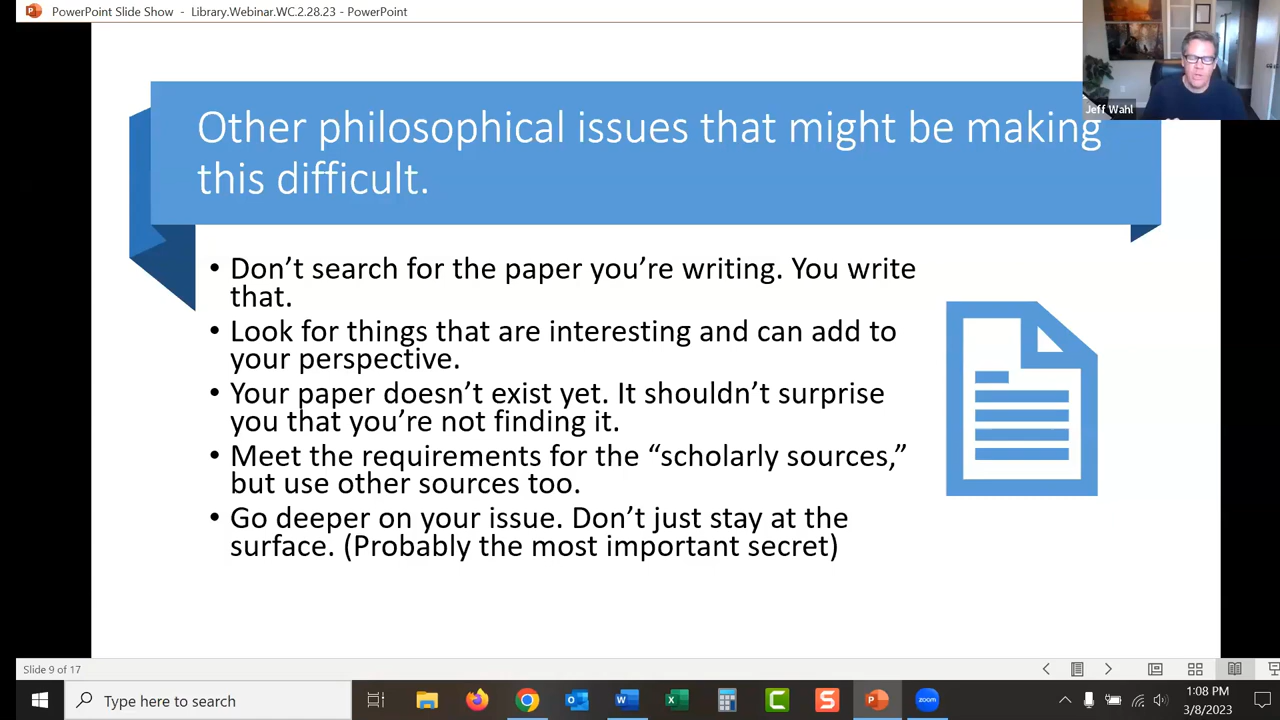 PowerPoint Slide Show - Library.Webinar.WC.2.28.23 - PowerPoint
Jeff Wahl
Other philosophical issues that might be making
this difficult.
• Don’t search for the paper you’re writing. You write
that.
• Look for things that are interesting and can add to
your perspective.
• Your paper doesn’t exist yet. It shouldn’t surprise
you that you’re not finding it.
• Meet the requirements for the “scholarly sources,”
but use other sources too.
• Go deeper on your issue. Don’t just stay at the
surface. (Probably the most important secret)
Slide 9 of 17
Type here to search
zoom
1:08 PM
3/8/2023